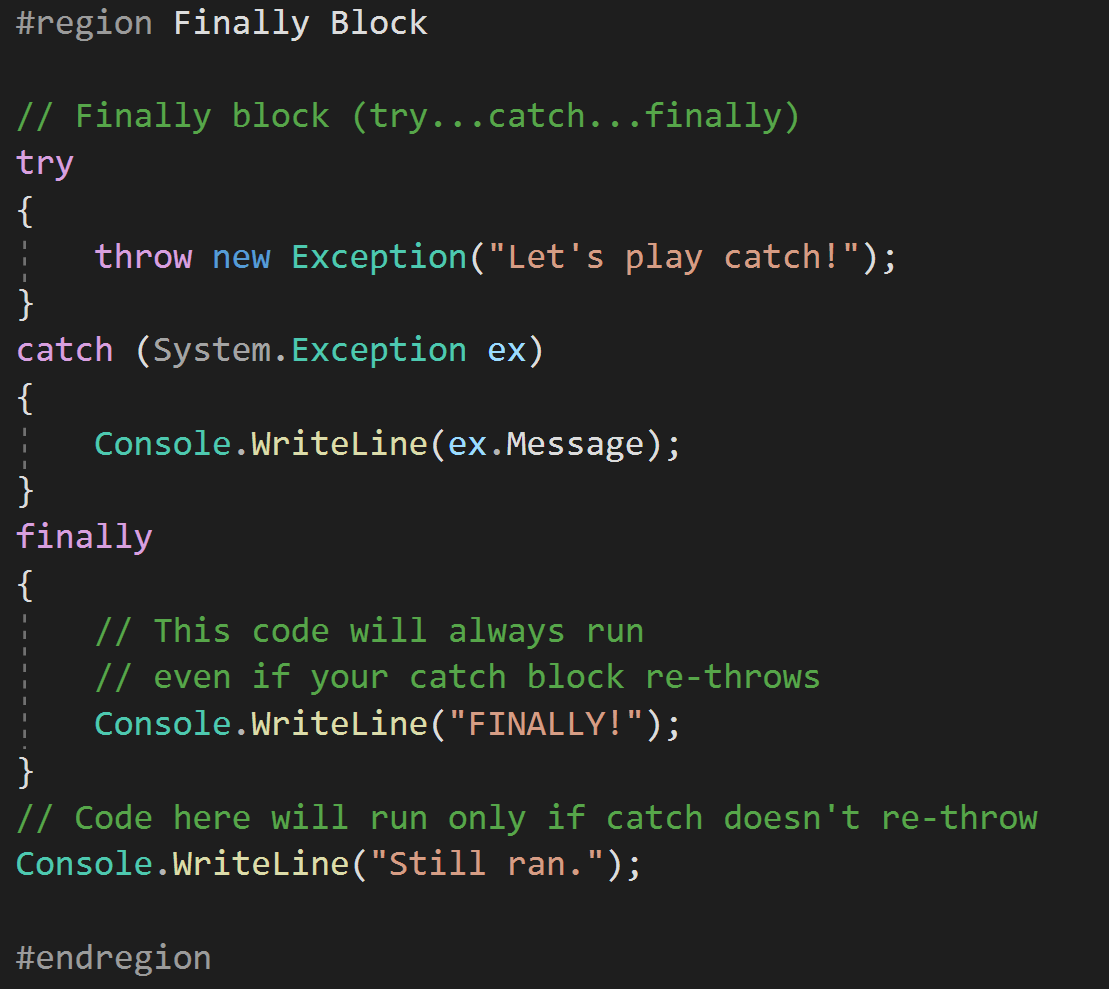 #region Finally Block
// Finally block (try...catch...finally)
try
{
    throw new Exception("Let's play catch!");
}
catch (System.Exception ex)
{
    Console.WriteLine(ex.Message);
}
finally
{
    // This code will always run
    // even if your catch block re-throws
    Console.WriteLine("FINALLY!");
}
// Code here will run only if catch doesn't re-throw
Console.WriteLine("Still ran.");
#endregion